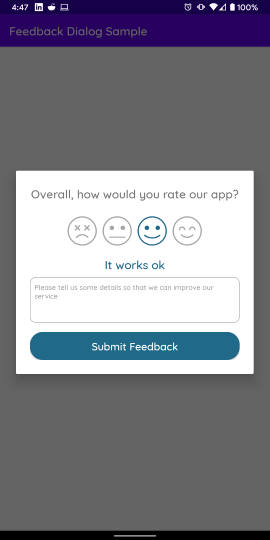 4:47
100%
Feedback Dialog Sample
Overall, how would you rate our app?
It works ok
Please tell us some details so that we can improve our
service
Submit Feedback